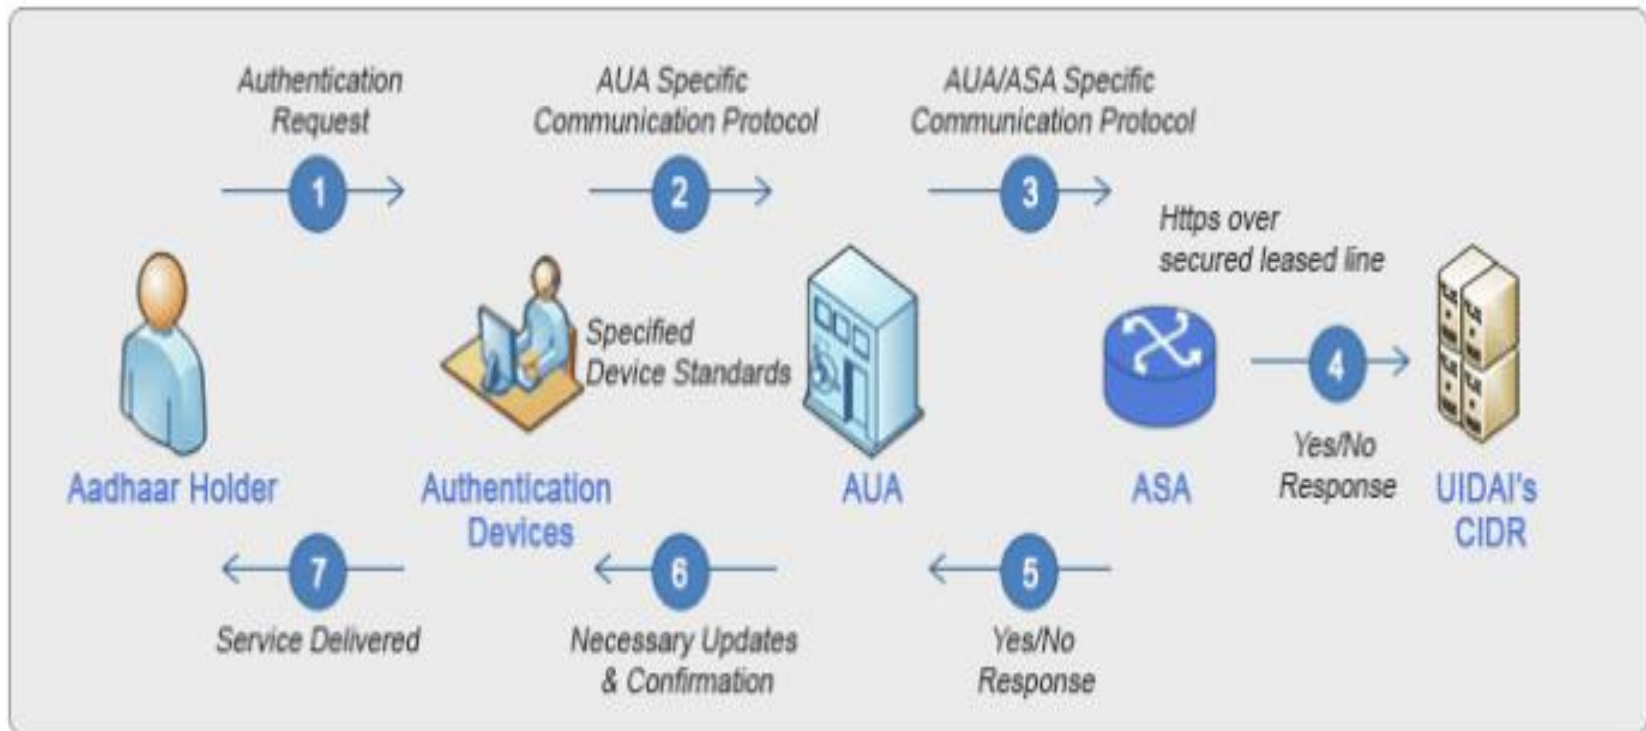 Authentication
Request
AUA Specific
Communication Protocol
AUA/ASA Specific
Communication Protocol
1
2
3
Https over
secured leased line
Specified
Device Standards
4
Yes/No
Response
Aadhaar Holder
Authentication
Devices
AUA
ASA
UIDAI's
CIDR
7
6
5
Service Delivered
Necessary Updates
& Confirmation
Yes/No
Response